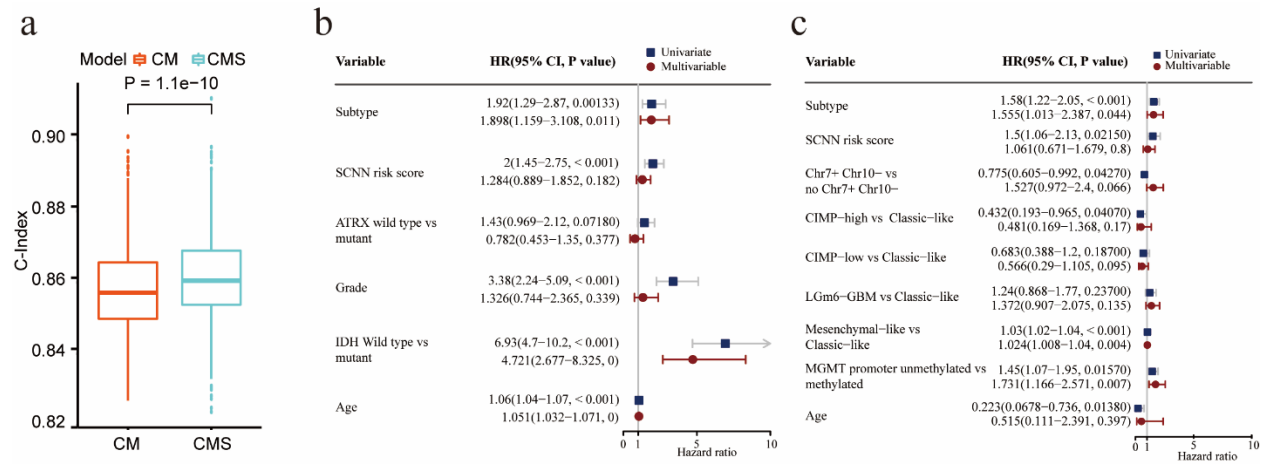 a
Model CM CMS
P = 1.1e−10
C-Index
0.90
0.88
0.86
0.84
0.82
CM CMS
b
Variable HR(95% CI, P value) Univariate
Multivariable
Subtype
1.92(1.29−2.87, 0.00133)
1.898(1.159−3.108, 0.011)
SCNN risk score
2(1.45−2.75, < 0.001)
1.284(0.889−1.852, 0.182)
ATRX wild type vs
mutant
1.43(0.969−2.12, 0.07180)
0.782(0.453−1.35, 0.377)
Grade
3.38(2.24−5.09, < 0.001)
1.326(0.744−2.365, 0.339)
IDH Wild type vs
mutant
6.93(4.7−10.2, < 0.001)
4.721(2.677−8.325, 0)
Age
1.06(1.04−1.07, < 0.001)
1.051(1.032−1.071, 0)
0 1 5 10
Hazard ratio
c
Variable HR(95% CI, P value) Univariate
Multivariable
Subtype
1.58(1.22−2.05, < 0.001)
1.555(1.013−2.387, 0.044)
SCNN risk score
1.5(1.06−2.13, 0.02150)
1.061(0.671−1.679, 0.8)
Chr7+ Chr10− vs
no Chr7+ Chr10−
0.775(0.605−0.992, 0.04270)
1.527(0.972−2.4, 0.066)
CIMP−high vs Classic−like
0.432(0.193−0.965, 0.04070)
0.481(0.169−1.368, 0.17)
CIMP−low vs Classic−like
0.683(0.388−1.2, 0.18700)
0.566(0.29−1.105, 0.095)
LGm6−GBM vs Classic−like
1.24(0.868−1.77, 0.23700)
1.372(0.907−2.075, 0.135)
Mesenchymal−like vs
Classic−like
1.03(1.02−1.04, < 0.001)
1.024(1.008−1.04, 0.004)
MGMT promoter unmethylated vs
methylated
1.45(1.07−1.95, 0.01570)
1.731(1.166−2.571, 0.007)
Age
0.223(0.0678−0.736, 0.01380)
0.515(0.111−2.391, 0.397)
0 1 5 10
Hazard ratio